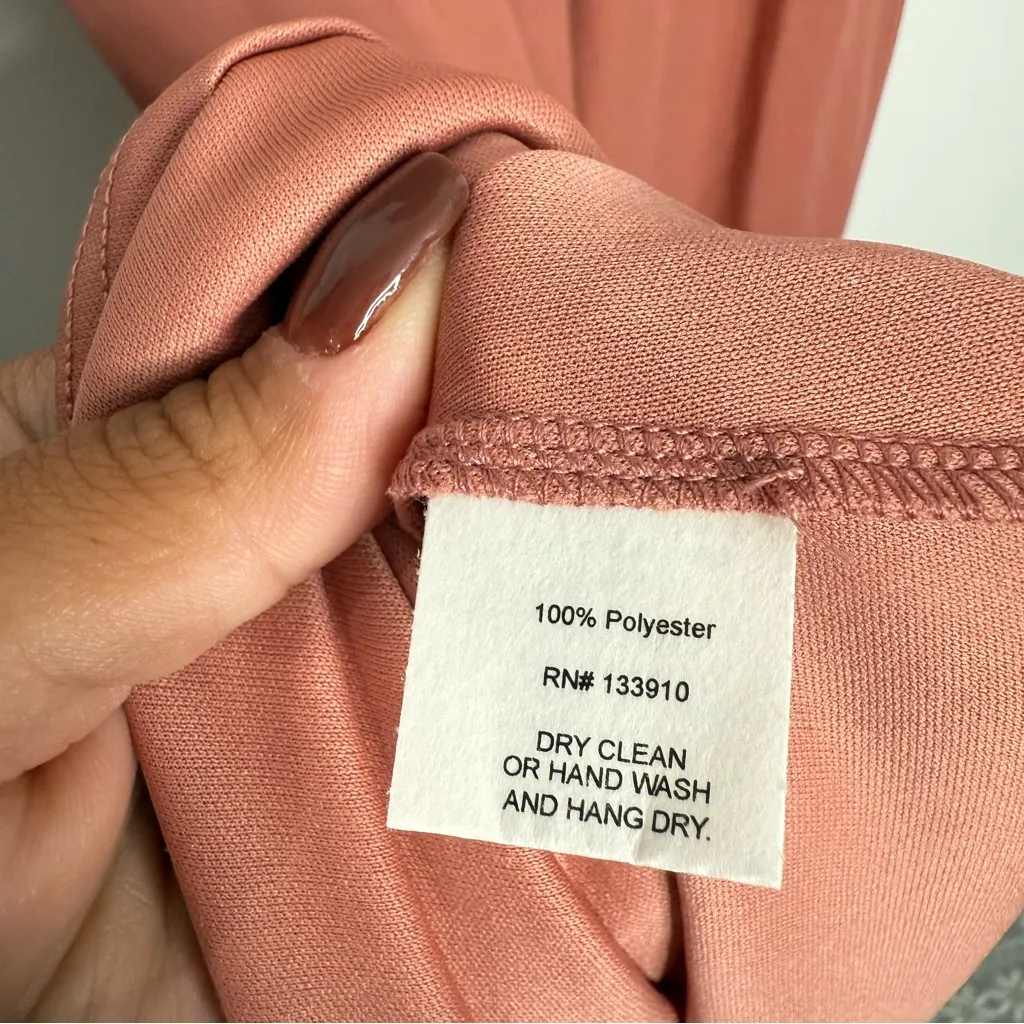 100% Polyester
RN# 133910
DRY CLEAN
OR HAND WASH
AND HANG DRY.